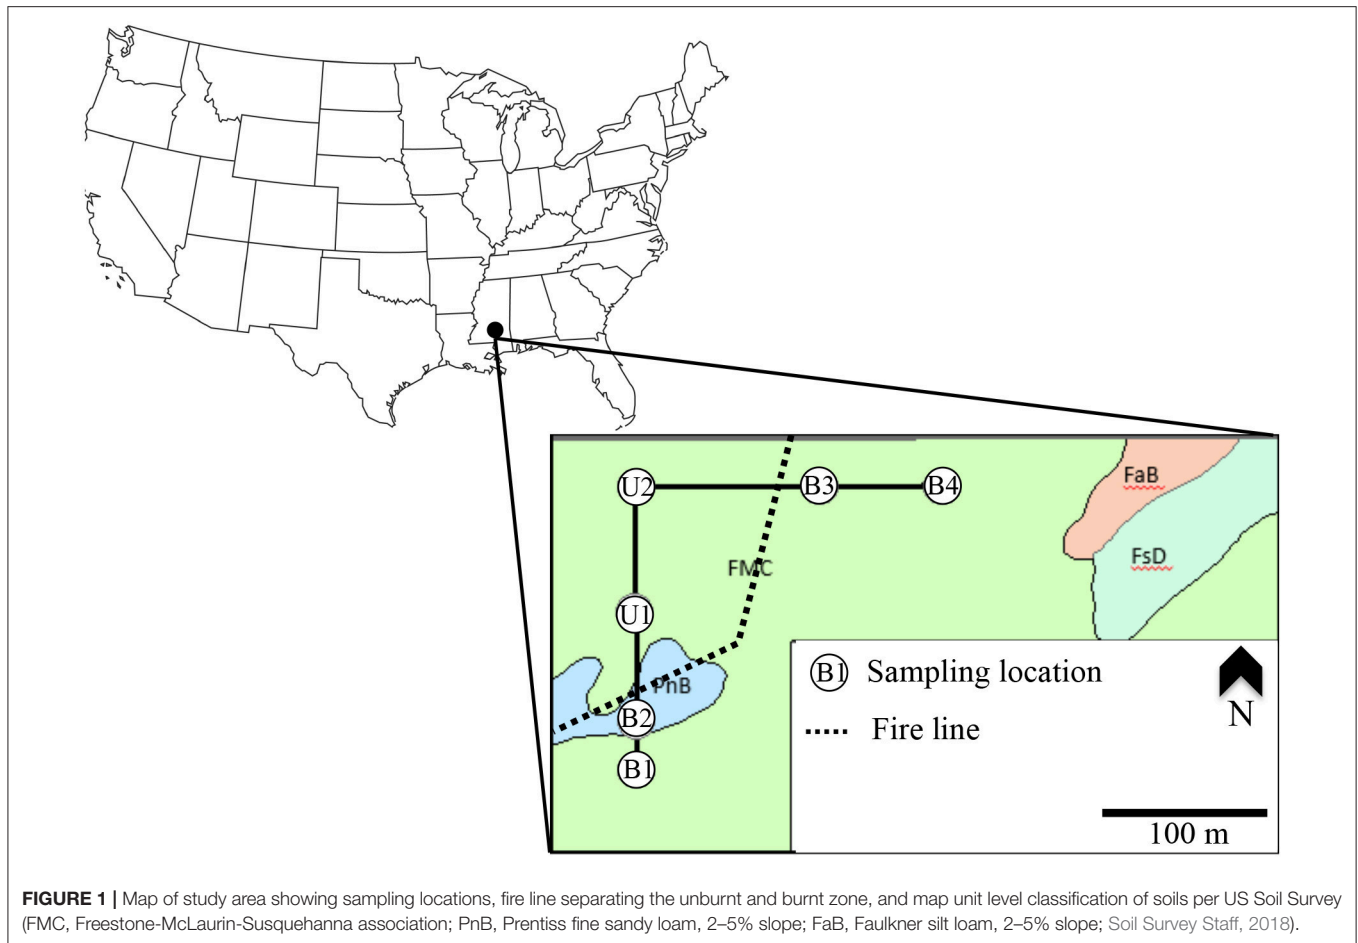 FaB
U2
B3
B4
FsD
FMC
U1
B1 Sampling location
PnB
N
B2
Fire line
B1
100 m
FIGURE 1 | Map of study area showing sampling locations, fire line separating the unburnt and burnt zone, and map unit level classification of soils per US Soil Survey
(FMC, Freestone-McLaurin-Susquehanna association; PnB, Prentiss fine sandy loam, 2–5% slope; FaB, Faulkner silt loam, 2–5% slope; Soil Survey Staff, 2018).